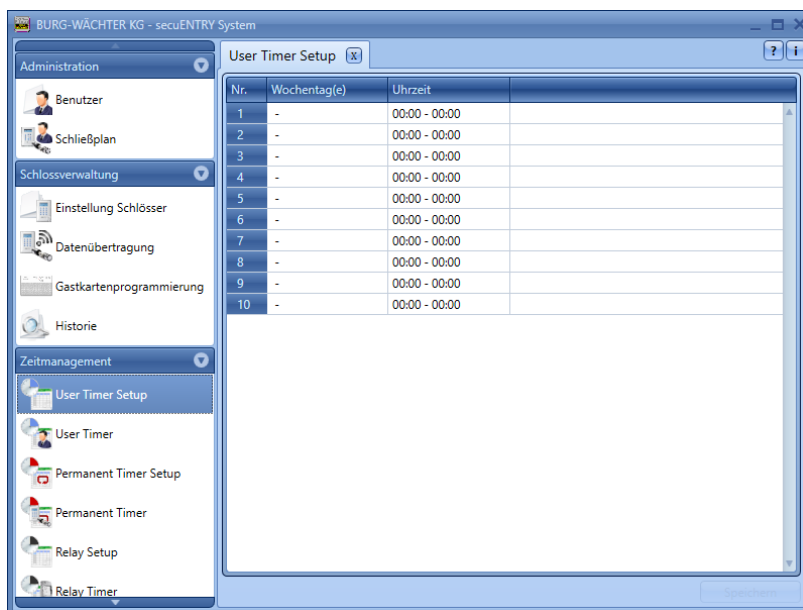 BURG-WÄCHTER KG - secuENTRY System
Administration
Benutzer
Schließplan
Schlossverwaltung
Einstellung Schlösser
Datenübertragung
Gastkartenprogrammierung
Historie
Zeitmanagement
User Timer Setup
User Timer
Permanent Timer Setup
Permanent Timer
Relay Setup
Relay Timer
User Timer Setup x ? i
Nr. Wochentag(e) Uhrzeit
1 - 00:00 - 00:00
2 - 00:00 - 00:00
3 - 00:00 - 00:00
4 - 00:00 - 00:00
5 - 00:00 - 00:00
6 - 00:00 - 00:00
7 - 00:00 - 00:00
8 - 00:00 - 00:00
9 - 00:00 - 00:00
10 - 00:00 - 00:00
Speichern